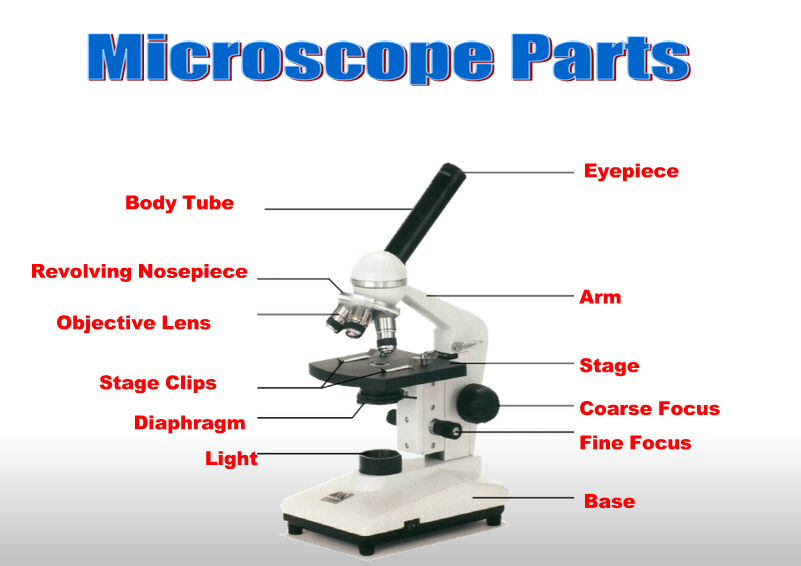 Microscope Parts
Eyepiece
Body Tube
Revolving Nosepiece
Arm
Objective Lens
Stage
Stage Clips
Coarse Focus
Diaphragm
Fine Focus
Light
Base